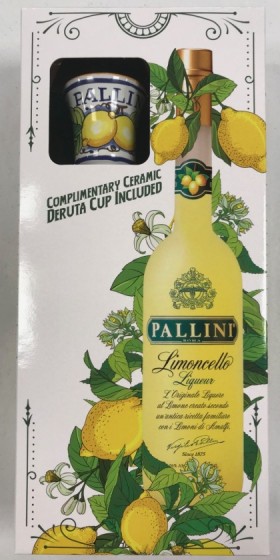 PALLI
COMPLIMENTARY CERAMIC
DERUTA CUP INCLUDED
PALLINI
ROMA
Limoncello
Liqueur
L'Originale Liquore
al Limone creato secondo
un'antica ricetta familiare
con i Limoni di Amalfi.
Since 1875